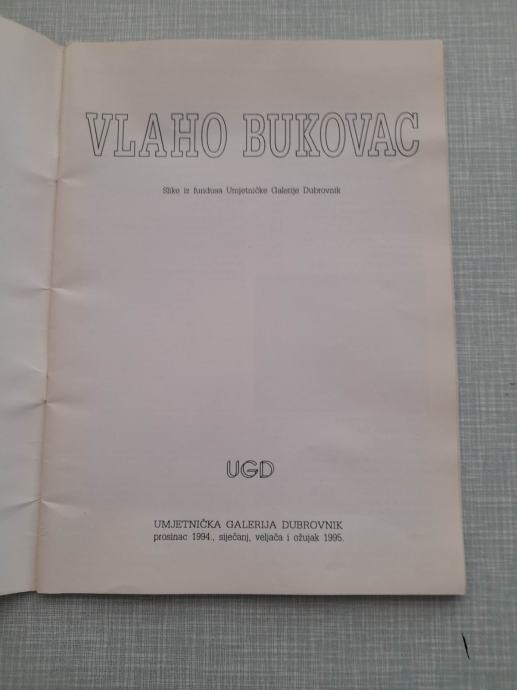 VLAHO BUKOVAC
Slike iz fundusa Umjetničke Galerije Dubrovnik
UGD
UMJETNIČKA GALERIJA DUBROVNIK
prosinac 1994., siječanj, veljača i ožujak 1995.